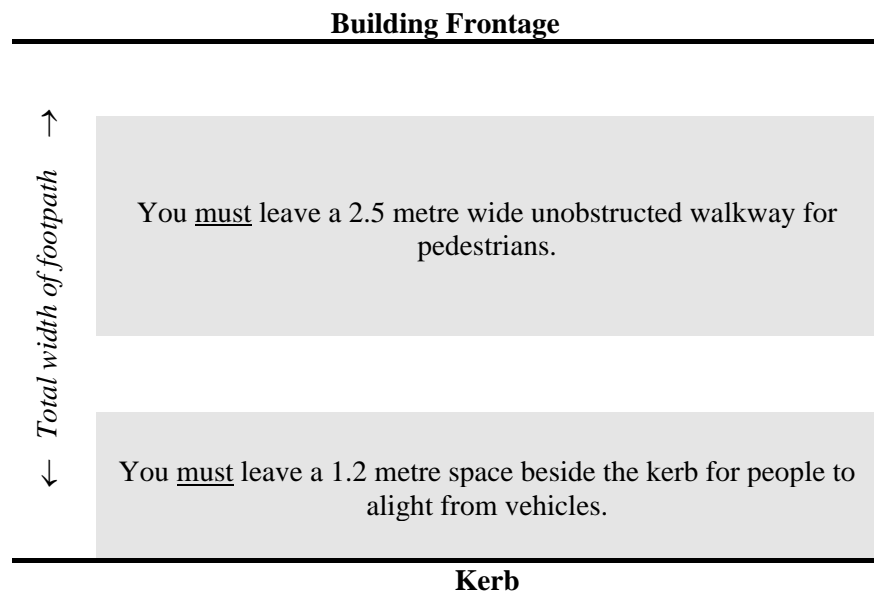 Building Frontage
← Total width of footpath →
You must leave a 2.5 metre wide unobstructed walkway for
pedestrians.
You must leave a 1.2 metre space beside the kerb for people to
alight from vehicles.
Kerb